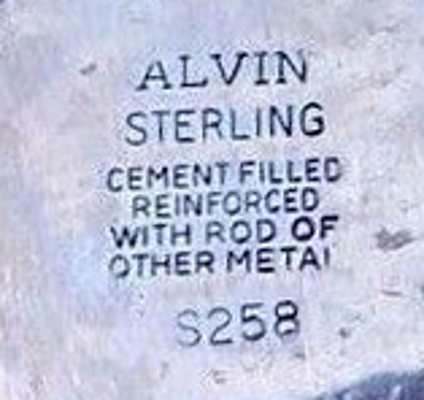 ALVIN
STERLING
CEMENT FILLED
REINFORCED
WITH ROD OF
OTHER METAL
S258